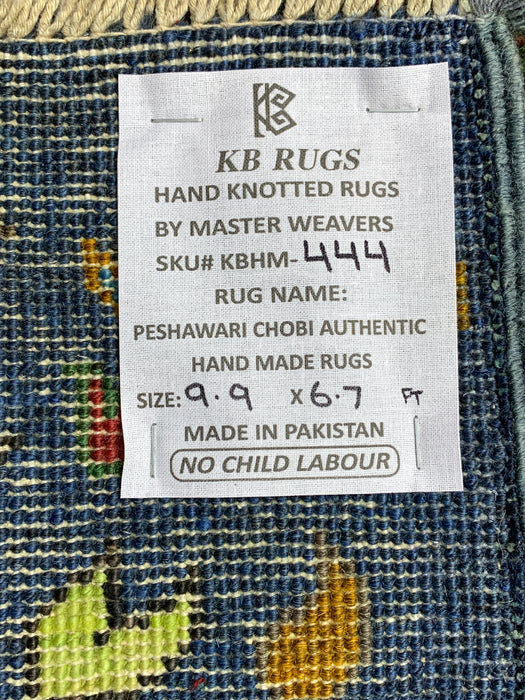 KB
KB RUGS
HAND KNOTTED RUGS
BY MASTER WEAVERS
SKU# KBHM-444
RUG NAME:
PESHAWARI CHOBI AUTHENTIC
HAND MADE RUGS
SIZE: 9.9 X 6.7 FT
MADE IN PAKISTAN
NO CHILD LABOUR